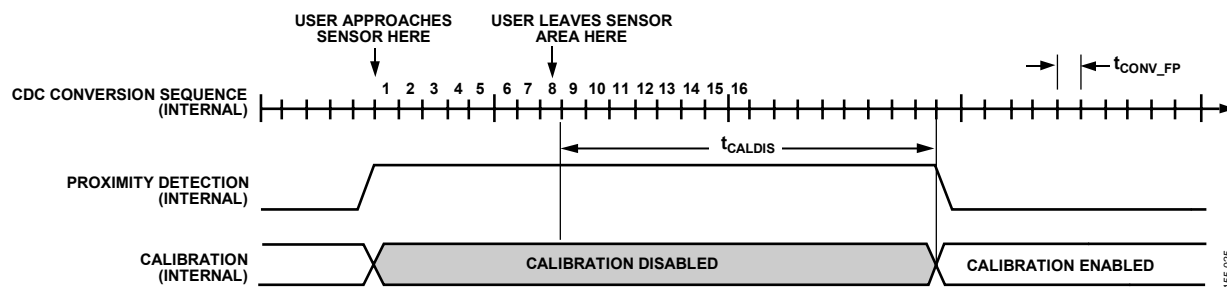 USER APPROACHES
SENSOR HERE
USER LEAVES SENSOR
AREA HERE
tCONV_FP
CDC CONVERSION SEQUENCE
(INTERNAL)
1 2 3 4 5 6 7 8 9 10 11 12 13 14 15 16
tCALDIS
PROXIMITY DETECTION
(INTERNAL)
CALIBRATION
(INTERNAL)
CALIBRATION DISABLED
CALIBRATION ENABLED